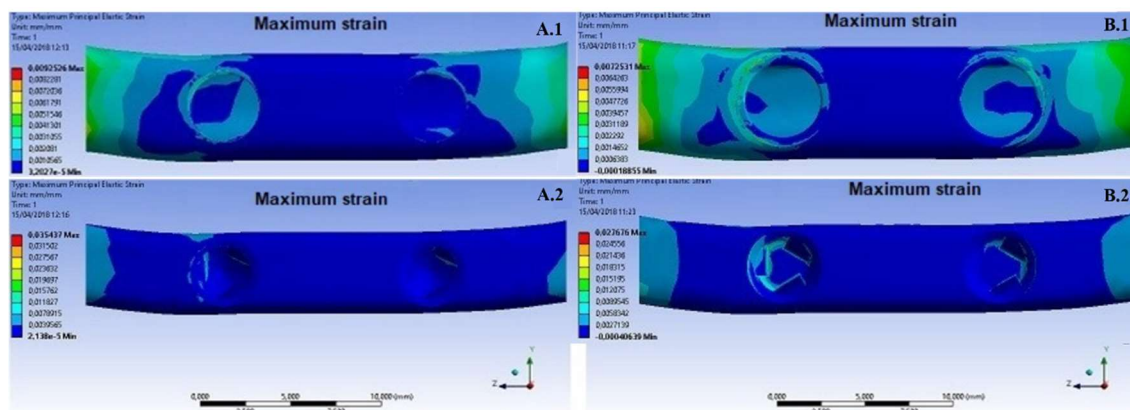 Type: Maximum Principal Elastic Strain
Unit: mm/mm
Time: 1
15/04/2018 12:13
Maximum strain
A.1
0,0092526 Max
0,0082281
0,0072036
0,0061791
0,0051546
0,0041301
0,0031055
0,002081
0,0010565
3,2027e-5 Min
Type: Maximum Principal Elastic Strain
Unit: mm/mm
Time: 1
15/04/2018 11:17
Maximum strain
B.1
0,0072531 Max
0,0064263
0,0055994
0,0047726
0,0039457
0,0031189
0,002292
0,0014652
0,0006383
-0,00018855 Min
Type: Maximum Principal Elastic Strain
Unit: mm/mm
Time: 1
15/04/2018 12:16
Maximum strain
A.2
0,035437 Max
0,031502
0,027567
0,023632
0,019697
0,015762
0,011827
0,0078915
0,0039565
2,138e-5 Min
Type: Maximum Principal Elastic Strain
Unit: mm/mm
Time: 1
15/04/2018 11:23
Maximum strain
B.2
0,027676 Max
0,024556
0,021436
0,018315
0,015195
0,012075
0,0089545
0,0058342
0,0027139
-0,00040639 Min
Y
Z
0,000 5,000 10,000 (mm)
Y
Z
0,000 5,000 10,000 (mm)